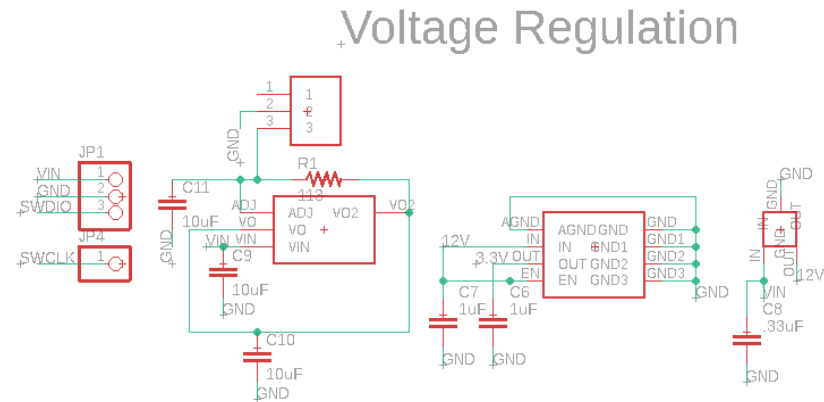 Voltage Regulation
1 1
2 2
3 3
GND
JP1
VIN 1
GND 2
SWDIO 3
JP4
SWCLK 1
C11
10uF
GND
R1
113
ADJ ADJ VO2 VO2
VO VO
VIN VIN VIN
C9
10uF
GND
C10
10uF
GND
AGND AGND GND GND
12V IN IN GND1 GND1
3.3V OUT OUT GND2 GND2
EN EN GND3 GND3
GND
C7
1uF
GND
C6
1uF
GND
GND
GND
IN
OUT
GND
IN
OUT
12V
VIN
C8
.33uF
GND